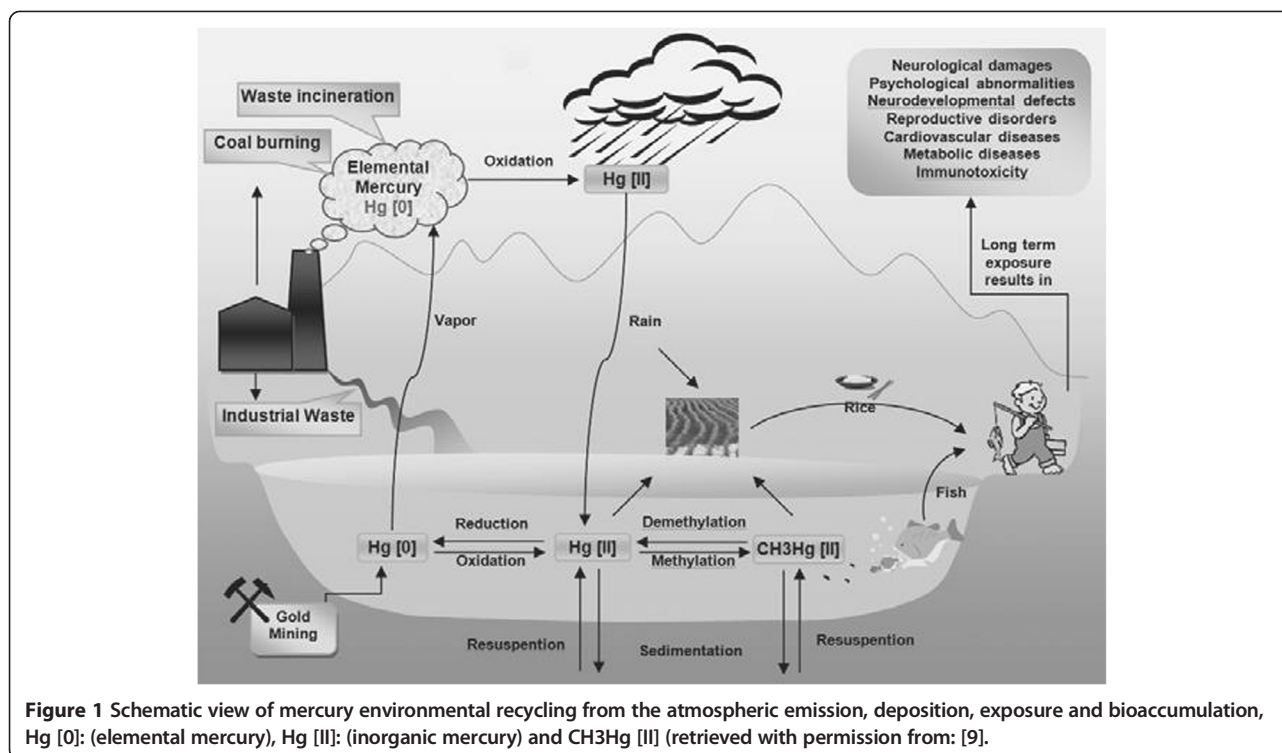 Waste incineration
Coal burning
Elemental
Mercury
Hg [0]
Oxidation
Hg [II]
Neurological damages
Psychological abnormalities
Neurodevelopmental defects
Reproductive disorders
Cardiovascular diseases
Metabolic diseases
Immunotoxicity
Long term
exposure
results in
Vapor
Rain
Industrial Waste
Rice
Fish
Hg [0]
Reduction
Oxidation
Hg [II]
Demethylation
Methylation
CH3Hg [II]
Gold
Mining
Resuspention
Sedimentation
Resuspention
Figure 1 Schematic view of mercury environmental recycling from the atmospheric emission, deposition, exposure and bioaccumulation,
Hg [0]: (elemental mercury), Hg [II]: (inorganic mercury) and CH3Hg [II] (retrieved with permission from: [9].